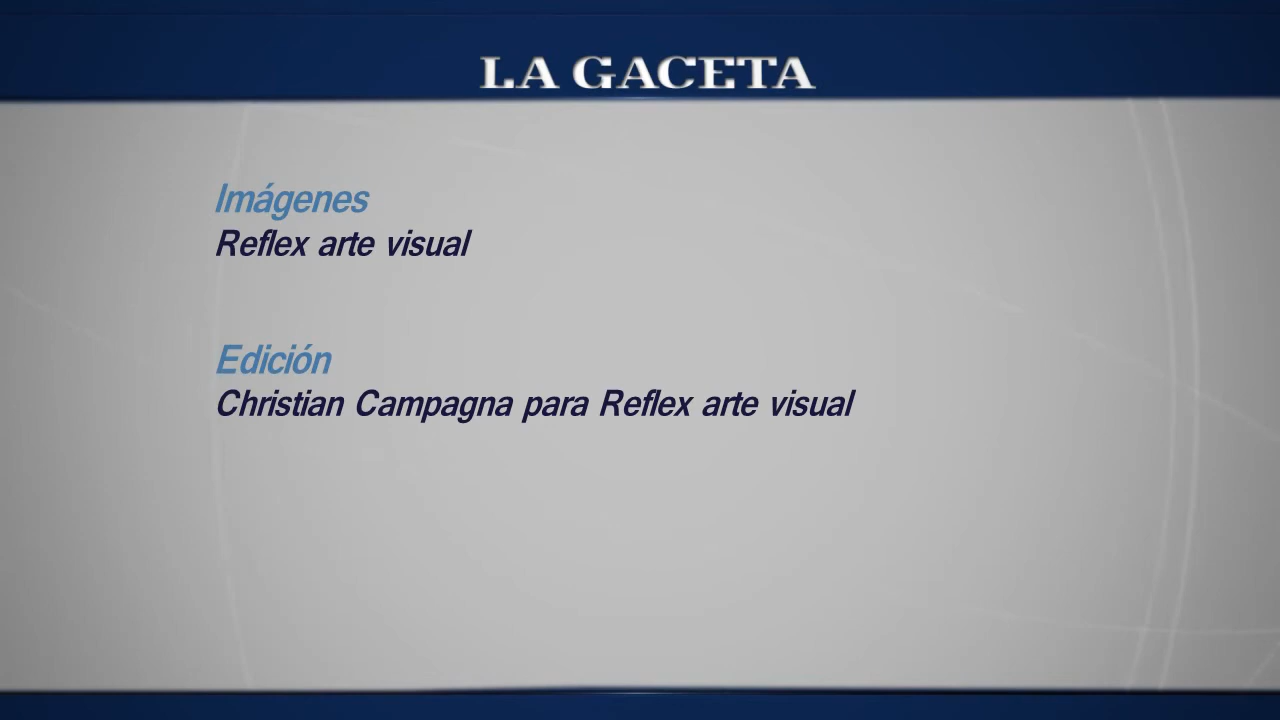 LA GACETA
Imágenes
Reflex arte visual
Edición
Christian Campagna para Reflex arte visual